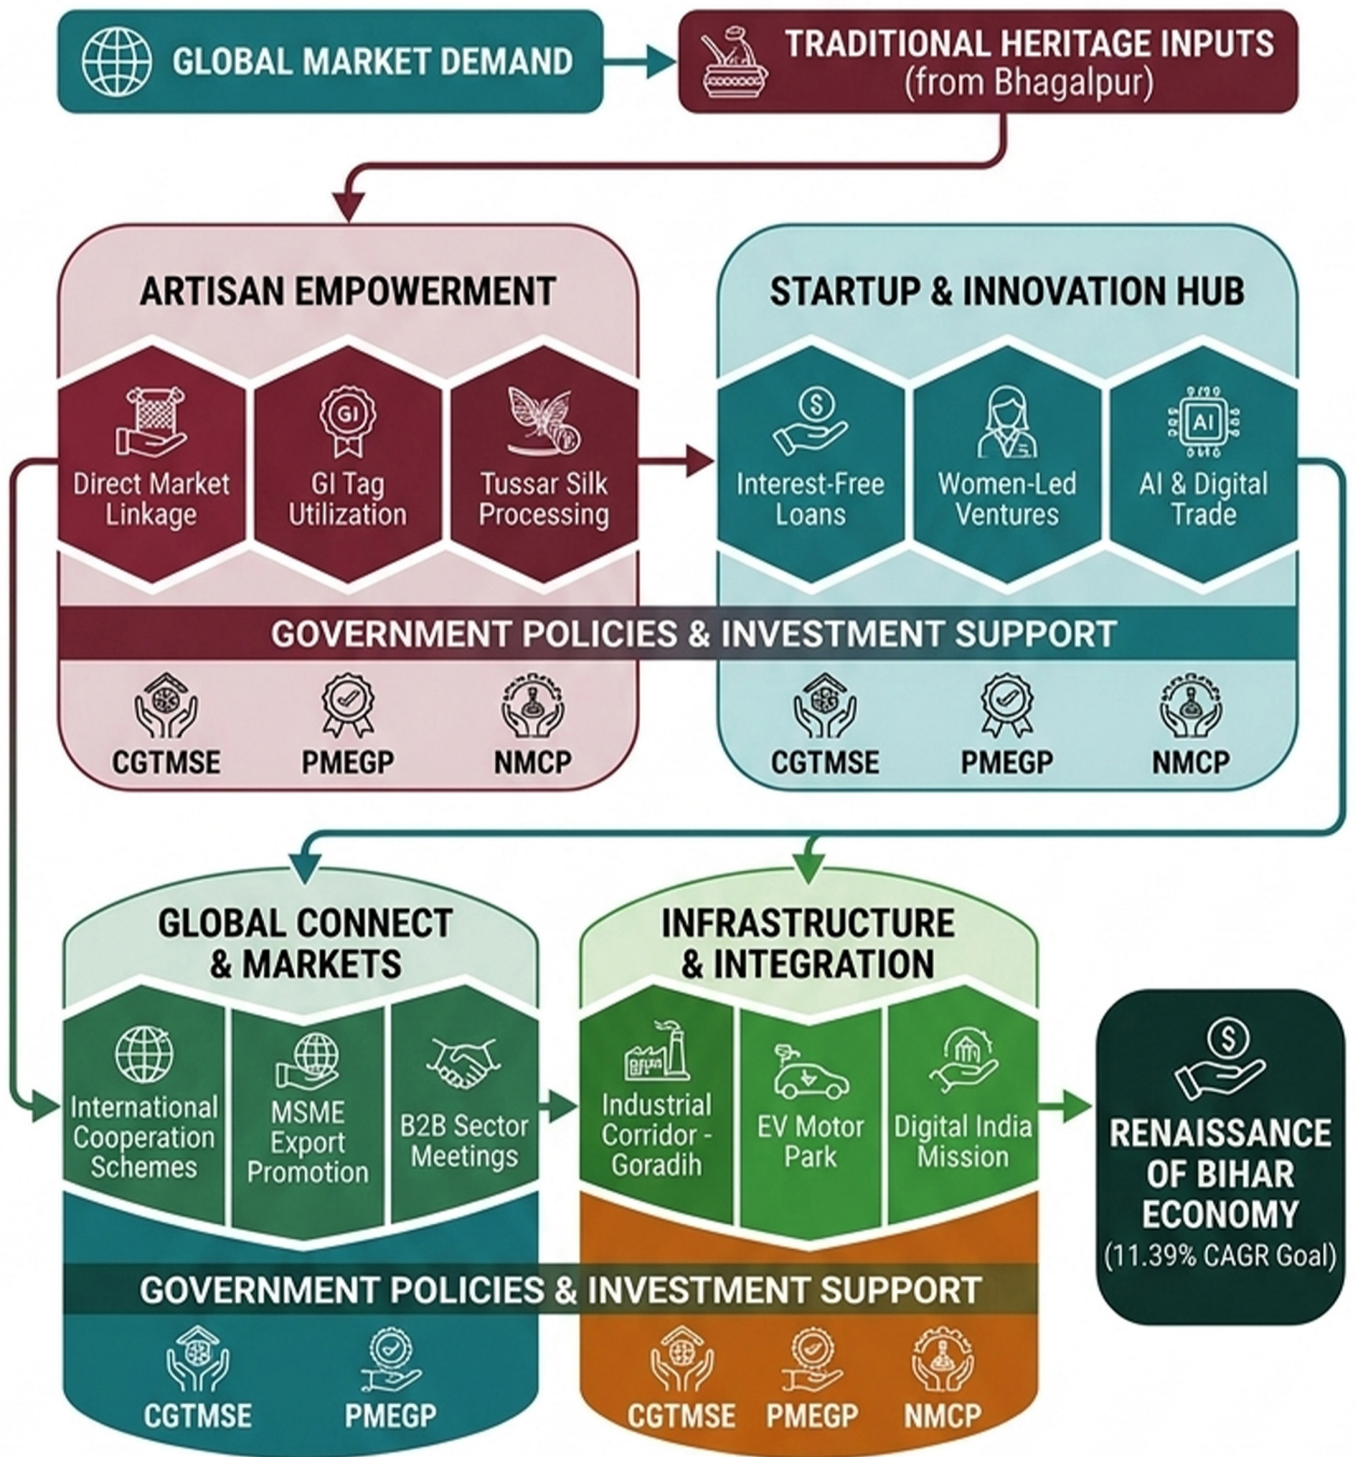 GLOBAL MARKET DEMAND
TRADITIONAL HERITAGE INPUTS
(from Bhagalpur)
ARTISAN EMPOWERMENT
GI
Direct Market
Linkage
GI Tag
Utilization
Tussar Silk
Processing
STARTUP & INNOVATION HUB
$
AI
Interest-Free
Loans
Women-Led
Ventures
AI & Digital
Trade
GOVERNMENT POLICIES & INVESTMENT SUPPORT
CGTMSE
PMEGP
NMCP
CGTMSE
PMEGP
NMCP
GLOBAL CONNECT
& MARKETS
International
Cooperation
Schemes
MSME
Export
Promotion
B2B Sector
Meetings
INFRASTRUCTURE
& INTEGRATION
Industrial
Corridor -
Goradih
EV Motor
Park
Digital India
Mission
GOVERNMENT POLICIES & INVESTMENT SUPPORT
CGTMSE
PMEGP
CGTMSE
PMEGP
NMCP
$
RENAISSANCE
OF BIHAR
ECONOMY
(11.39% CAGR Goal)